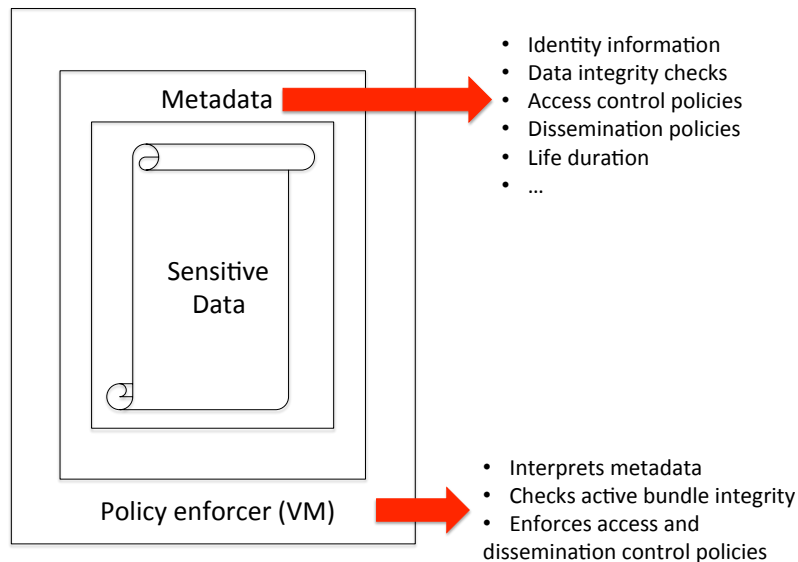 Metadata
Sensitive
Data
Policy enforcer (VM)
• Identity information
• Data integrity checks
• Access control policies
• Dissemination policies
• Life duration
• ...
• Interprets metadata
• Checks active bundle integrity
• Enforces access and
dissemination control policies